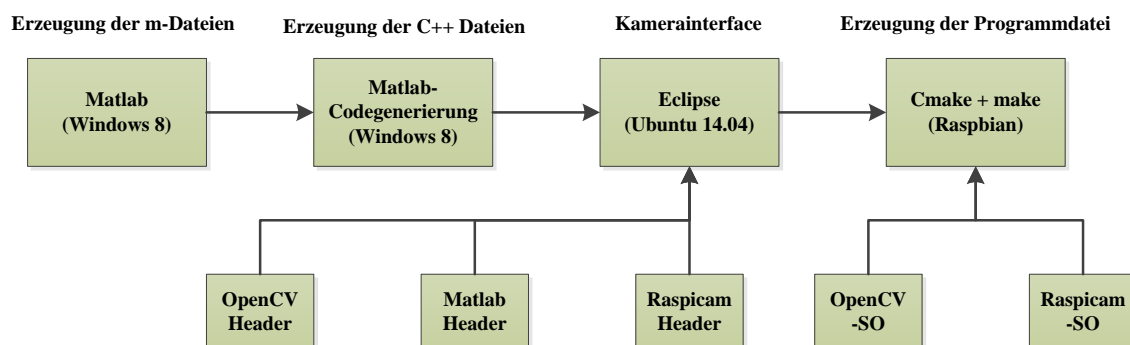 Erzeugung der m-Dateien
Erzeugung der C++ Dateien
Kamerainterface
Erzeugung der Programmdatei
Matlab
(Windows 8)
Matlab-
Codegenerierung
(Windows 8)
Eclipse
(Ubuntu 14.04)
Cmake + make
(Raspbian)
OpenCV
Header
Matlab
Header
Raspicam
Header
OpenCV
-SO
Raspicam
-SO